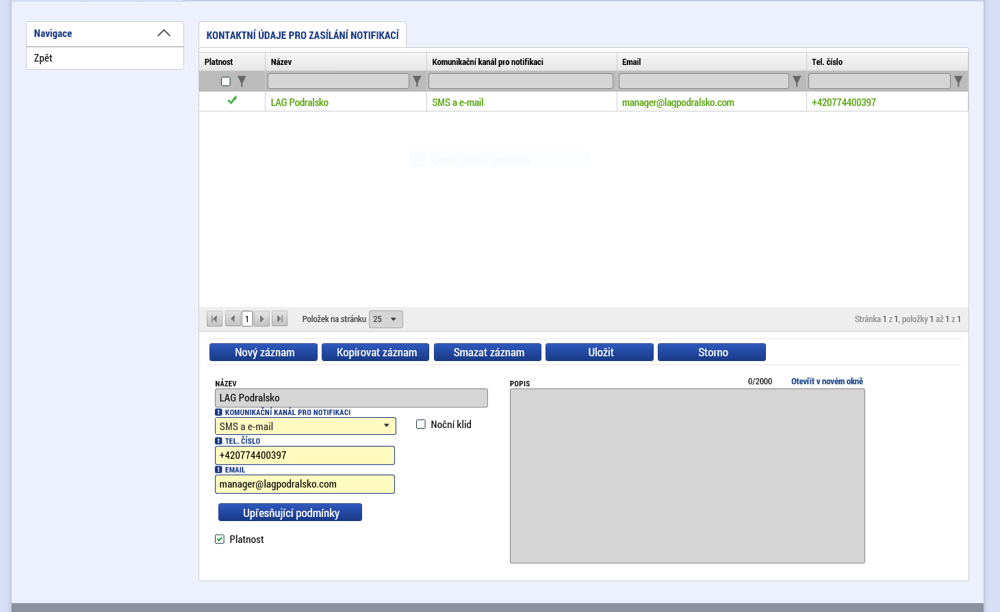 Navigace
Zpět
KONTAKTNÍ ÚDAJE PRO ZASÍLÁNÍ NOTIFIKACÍ
Platnost Název Komunikační kanál pro notifikaci Email Tel. číslo
LAG Podralsko SMS a e-mail manager@lagpodralsko.com +420774400397
Obdélníkový výstřižek
1 Položek na stránku 25 Stránka 1 z 1, položky 1 až 1 z 1
Nový záznam Kopírovat záznam Smazat záznam Uložit Storno
NÁZEV
LAG Podralsko
KOMUNIKAČNÍ KANÁL PRO NOTIFIKACI
SMS a e-mail
Noční klid
TEL. ČÍSLO
+420774400397
EMAIL
manager@lagpodralsko.com
Upřesňující podmínky
Platnost
POPIS 0/2000 Otevřít v novém okně